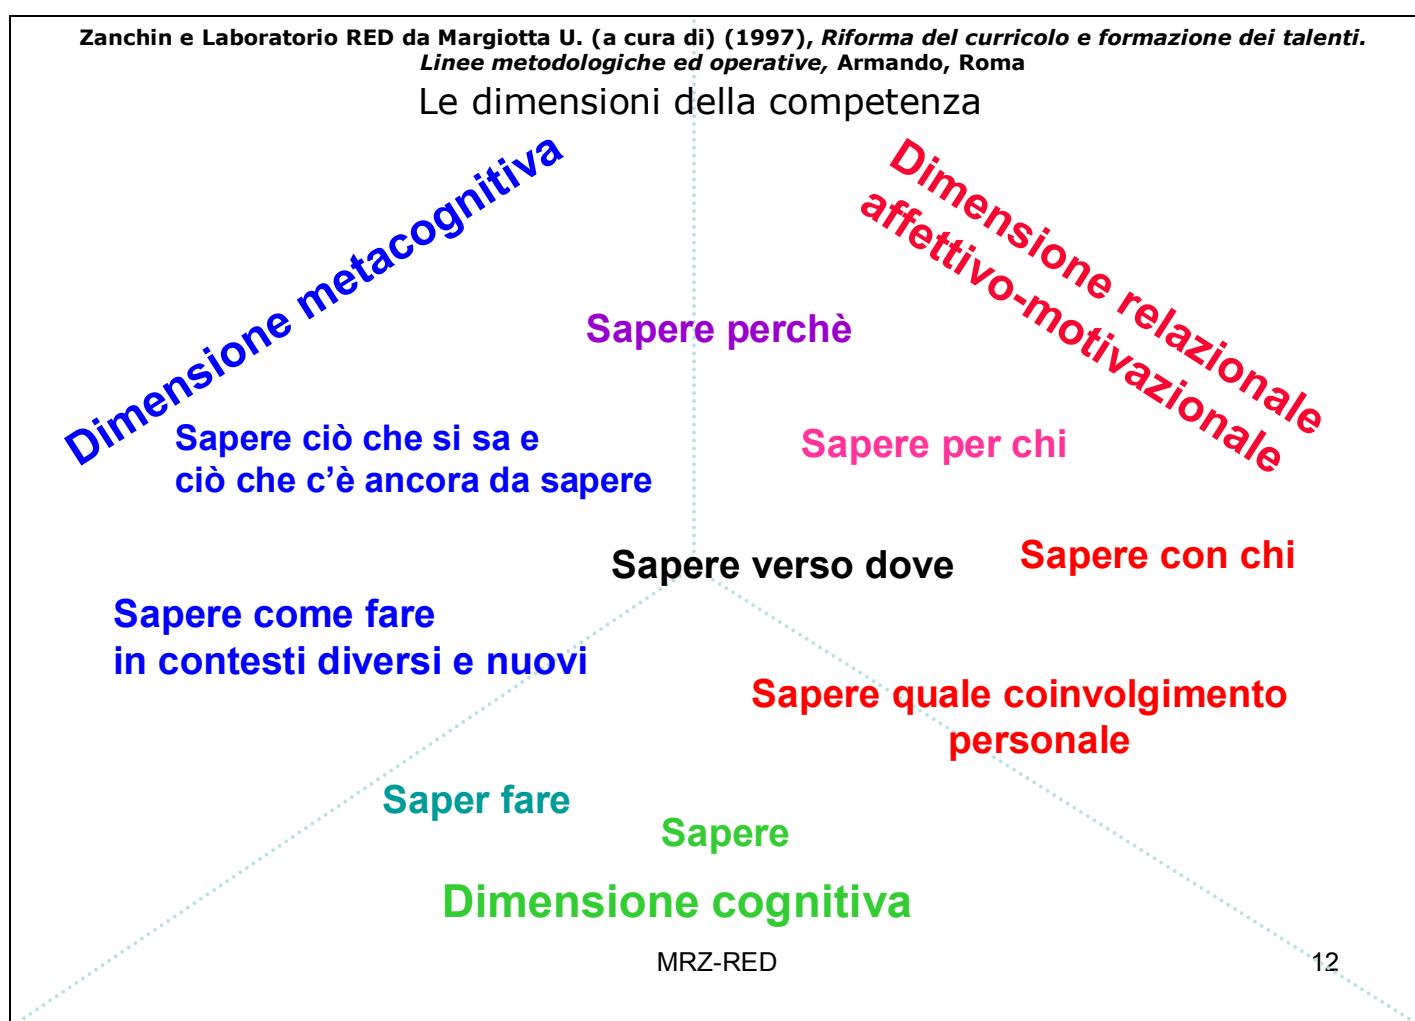 Zanchin e Laboratorio RED da Margiotta U. (a cura di) (1997), Riforma del curricolo e formazione dei talenti.
Linee metodologiche ed operative, Armando, Roma
Le dimensioni della competenza
Dimensione metacognitiva
Dimensione relazionale
affettivo-motivazionale
Sapere perchè
Sapere ciò che si sa e
ciò che c’è ancora da sapere
Sapere per chi
Sapere verso dove
Sapere con chi
Sapere come fare
in contesti diversi e nuovi
Sapere quale coinvolgimento
personale
Saper fare
Sapere
Dimensione cognitiva
MRZ-RED
12